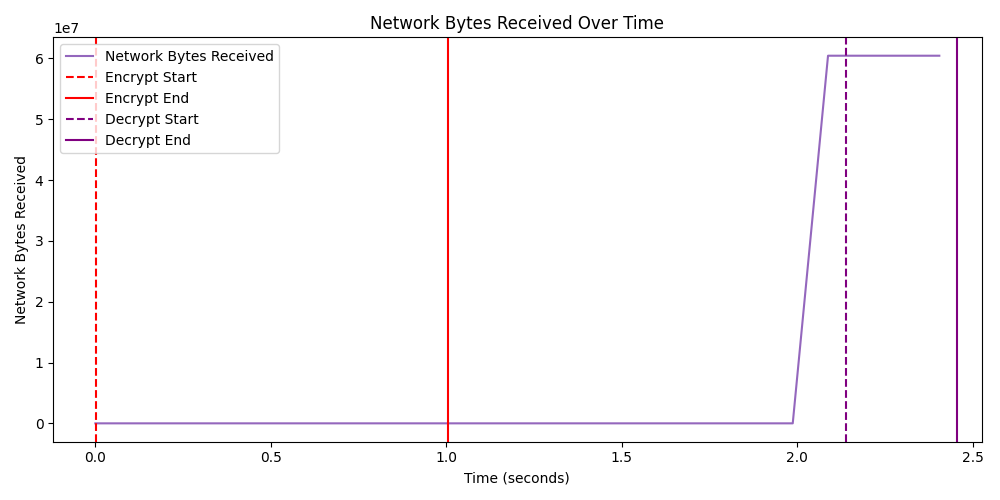 Network Bytes Received Over Time
1e7
Network Bytes Received
Encrypt Start
Encrypt End
Decrypt Start
Decrypt End
6
5
4
3
2
1
0
Network Bytes Received
0.0 0.5 1.0 1.5 2.0 2.5
Time (seconds)